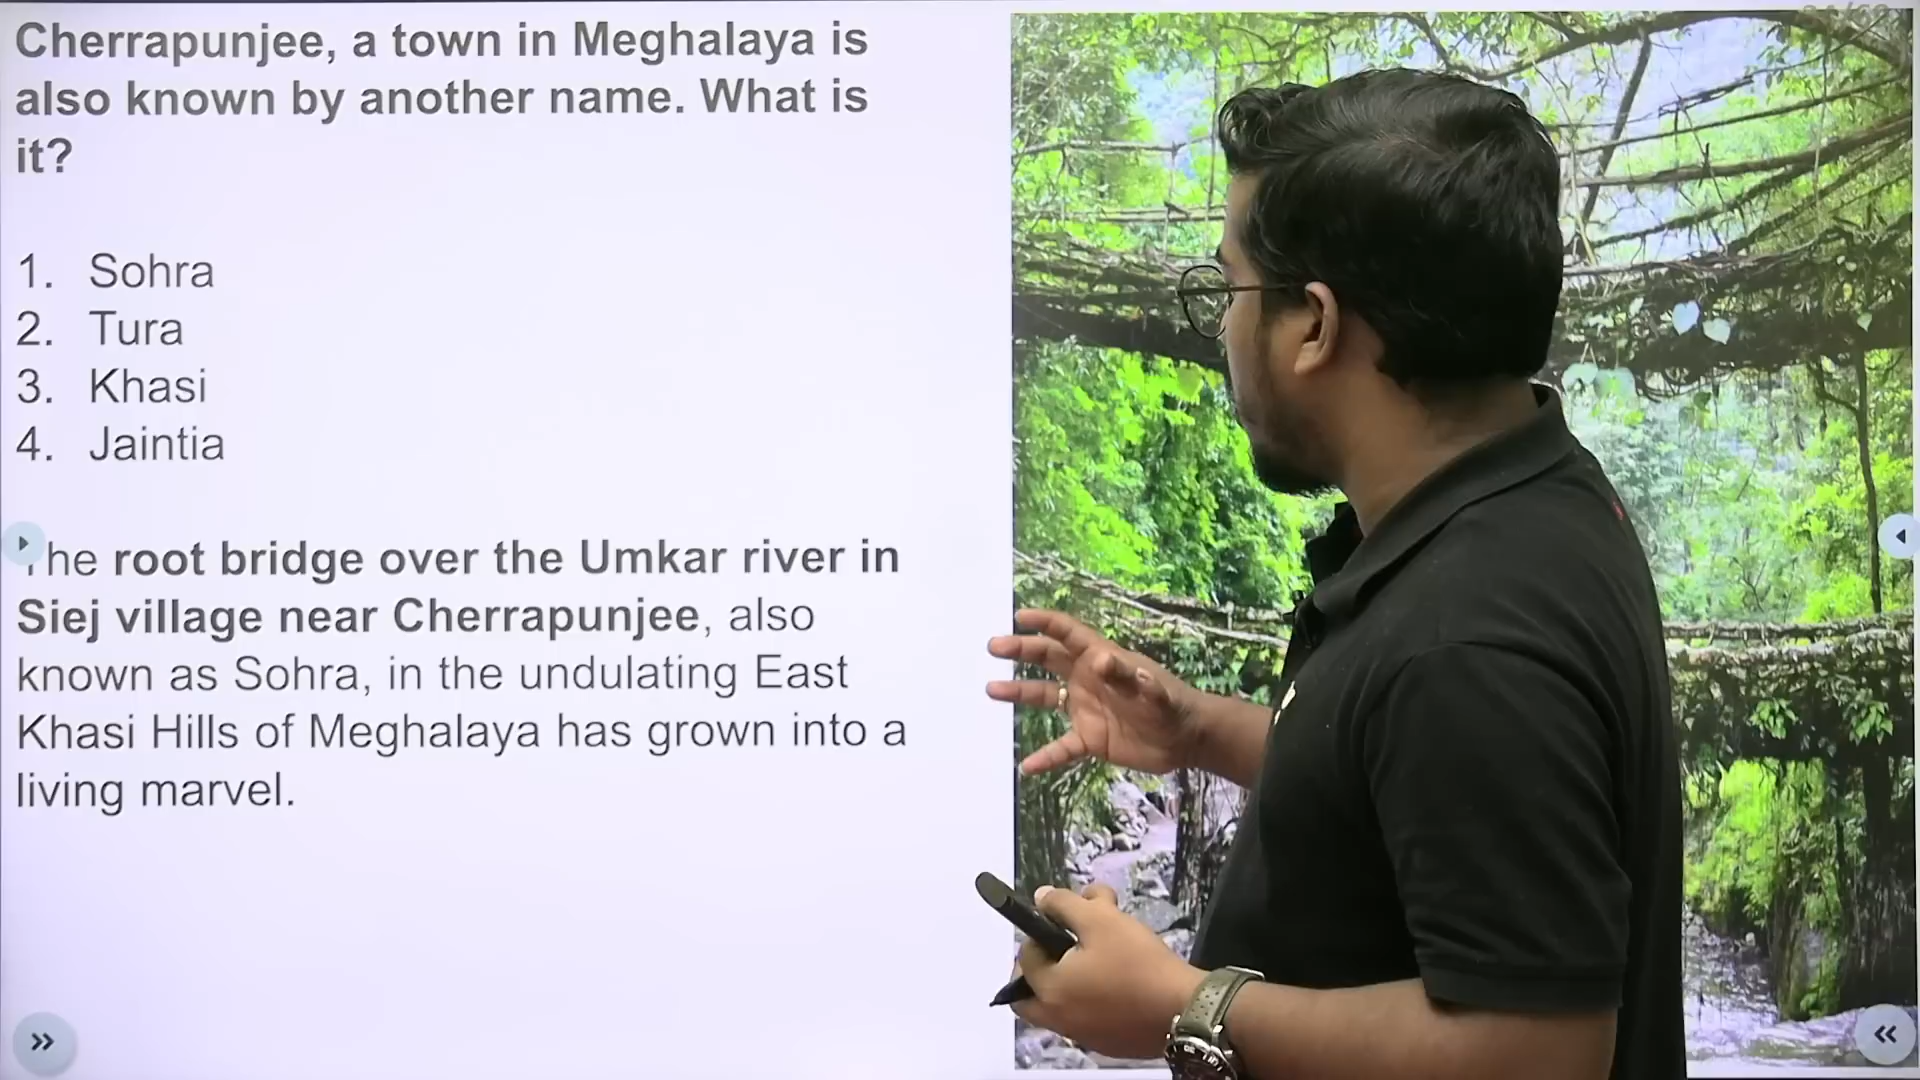 Cherrapunjee, a town in Meghalaya is
also known by another name. What is
it?
1. Sohra
2. Tura
3. Khasi
4. Jaintia
The root bridge over the Umkar river in
Siej village near Cherrapunjee, also
known as Sohra, in the undulating East
Khasi Hills of Meghalaya has grown into a
living marvel.